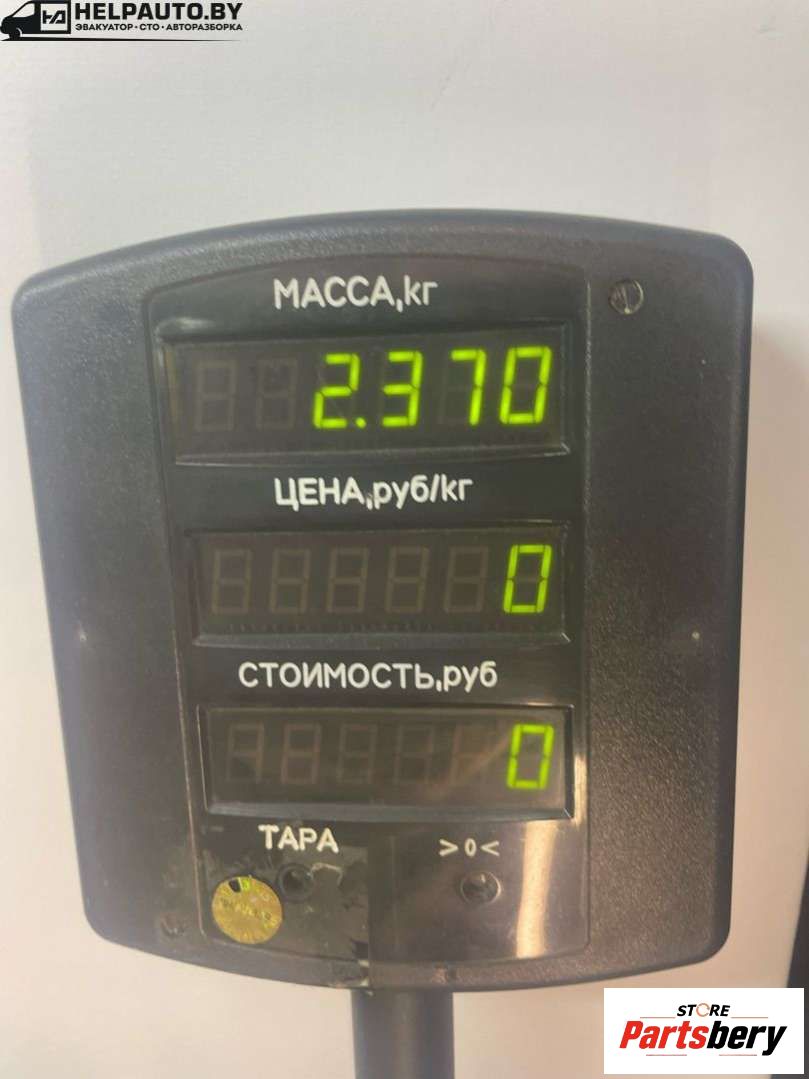 HELPAUTO.BY
ЭВАКУАТОР • СТО • АВТОРАЗБОРКА
МАССА,кг
2.370
ЦЕНА,руб/кг
0
СТОИМОСТЬ,руб
0
ТАРА >0<
STORE
Partsbery